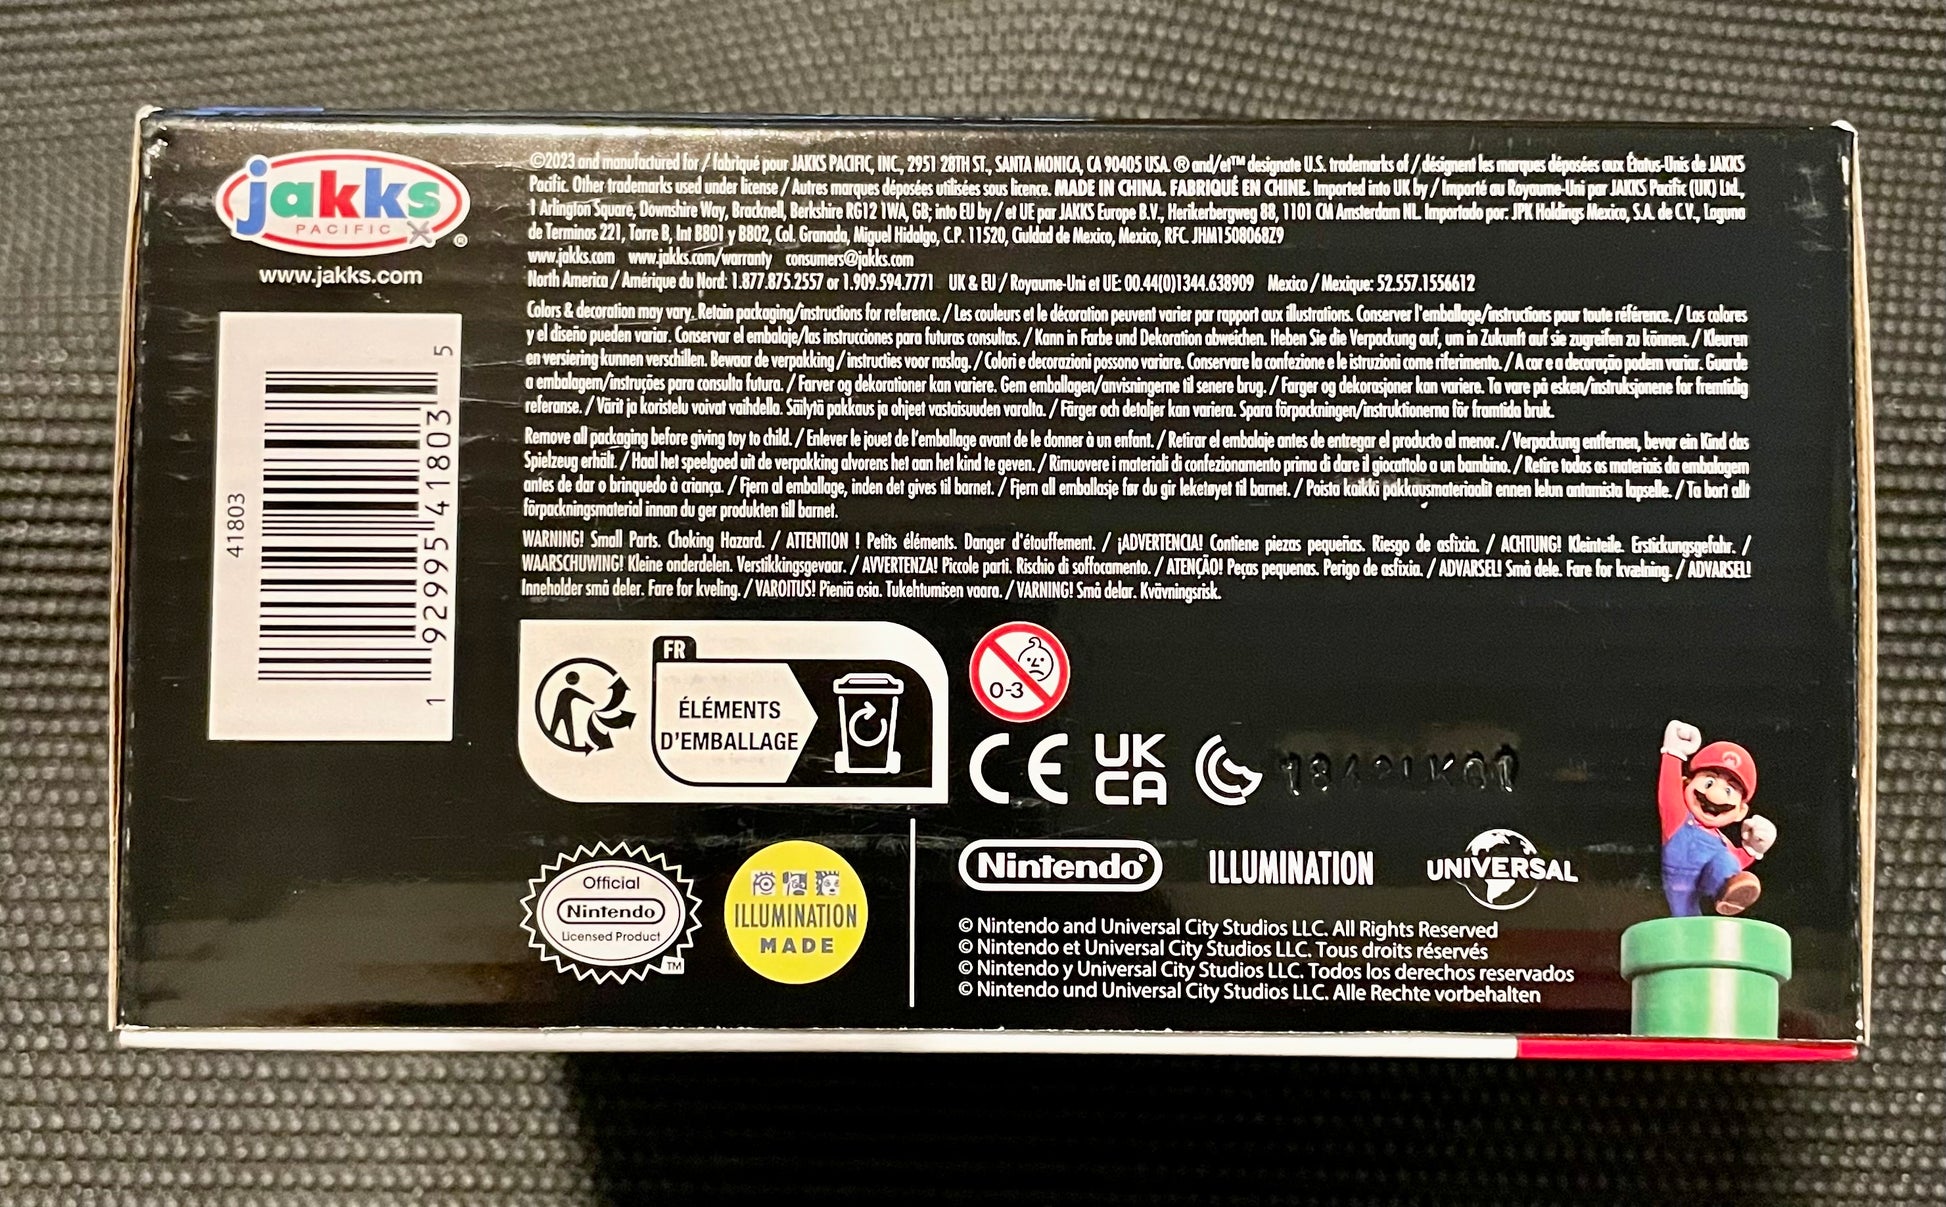 jakks
PACIFIC
®
www.jakks.com
41803
1 92995 41803 5
©2023 and manufactured for / fabriqué pour JAKKS PACIFIC, INC., 2951 28TH ST., SANTA MONICA, CA 90405 USA. ® and/et™ designate U.S. trademarks of / désignent les marques déposées aux États-Unis de JAKKS
Pacific. Other trademarks used under license / Autres marques déposées utilisées sous licence. MADE IN CHINA. FABRIQUÉ EN CHINE. Imported into UK by / Importé au Royaume-Uni par JAKKS Pacific (UK) Ltd.,
1 Arlington Square, Downshire Way, Bracknell, Berkshire RG12 1WA, GB; into EU by / et UE par JAKKS Europe B.V., Herikerbergweg 88, 1101 CM Amsterdam NL. Importado por: JPK Holdings Mexico, S.A. de C.V., Laguna
de Terminos 221, Torre B, Int B801 y B802, Col. Granada, Miguel Hidalgo, C.P. 11520, Ciuldad de Mexico, Mexico, RFC. JHM1508068Z9
www.jakks.com www.jakks.com/warranty consumers@jakks.com
North America / Amérique du Nord: 1.877.875.2557 or 1.909.594.7771 UK & EU / Royaume-Uni et UE: 00.44(0)1344.638909 Mexico / Mexique: 52.557.1556612
Colors & decoration may vary. Retain packaging/instructions for reference. / Les couleurs et le décoration peuvent varier par rapport aux illustrations. Conserver l'emballage/instructions pour toute référence. / Los colores
y el diseño pueden variar. Conservar el embalaje/las instrucciones para futuras consultas. / Kann in Farbe und Dekoration abweichen. Heben Sie die Verpackung auf, um in Zukunft auf sie zugreifen zu können. / Kleuren
en versiering kunnen verschillen. Bewaar de verpakking / instructies voor naslag. / Colori e decorazioni possono variare. Conservare la confezione e le istruzioni come riferimento. / A cor e a decoração podem variar. Guarde
a embalagem/instruções para consulta futura. / Farver og dekorationer kan variere. Gem emballagen/anvisningerne til senere brug. / Farger og dekorasjoner kan variere. Ta vare på esken/instruksjonene for fremtidig
referanse. / Värit ja koristelu voivat vaihdella. Säilytä pakkaus ja ohjeet vastaisuuden varalta. / Färger och detaljer kan variera. Spara förpackningen/instruktionerna för framtida bruk.
Remove all packaging before giving toy to child. / Enlever le jouet de l'emballage avant de le donner à un enfant. / Retirar el embalaje antes de entregar el producto al menor. / Verpackung entfernen, bevor ein Kind das
Spielzeug erhält. / Haal het speelgoed uit de verpakking alvorens het aan het kind te geven. / Rimuovere i materiali di confezionamento prima di dare il giocattolo a un bambino. / Retire todos os materiais da embalagem
antes de dar o brinquedo à criança. / Fjern al emballage, inden det gives til barnet. / Fjern all emballasje før du gir leketøyet til barnet. / Poista kaikki pakkausmateriaalit ennen lelun antamista lapselle. / Ta bort allt
förpackningsmaterial innan du ger produkten till barnet.
WARNING! Small Parts. Choking Hazard. / ATTENTION ! Petits éléments. Danger d'étouffement. / ¡ADVERTENCIA! Contiene piezas pequeñas. Riesgo de asfixia. / ACHTUNG! Kleinteile. Erstickungsgefahr. /
WAARSCHUWING! Kleine onderdelen. Verstikkingsgevaar. / AVVERTENZA! Piccole parti. Rischio di soffocamento. / ATENÇÃO! Peças pequenas. Perigo de asfixia. / ADVARSEL! Små dele. Fare for kvælning. / ADVARSEL!
Inneholder små deler. Fare for kveling. / VAROITUS! Pieniä osia. Tukehtumisen vaara. / VARNING! Små delar. Kvävningsrisk.
FR
ÉLÉMENTS
D'EMBALLAGE
0-3
CE
UK
CA
Official
Nintendo
Licensed Product
TM
ILLUMINATION
MADE
Nintendo®
ILLUMINATION
UNIVERSAL
© Nintendo and Universal City Studios LLC. All Rights Reserved
© Nintendo et Universal City Studios LLC. Tous droits réservés
© Nintendo y Universal City Studios LLC. Todos los derechos reservados
© Nintendo und Universal City Studios LLC. Alle Rechte vorbehalten